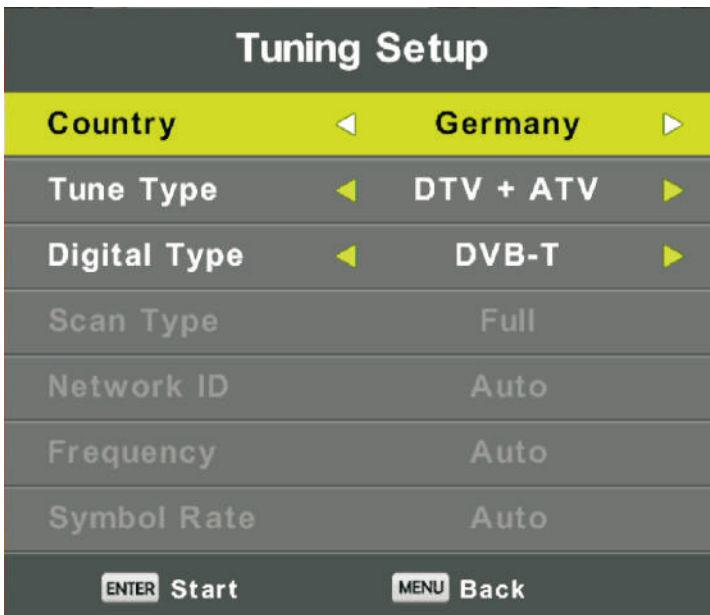 Tuning Setup
Country Germany
Tune Type DTV + ATV
Digital Type DVB-T
Scan Type Full
Network ID Auto
Frequency Auto
Symbol Rate Auto
ENTER Start MENU Back